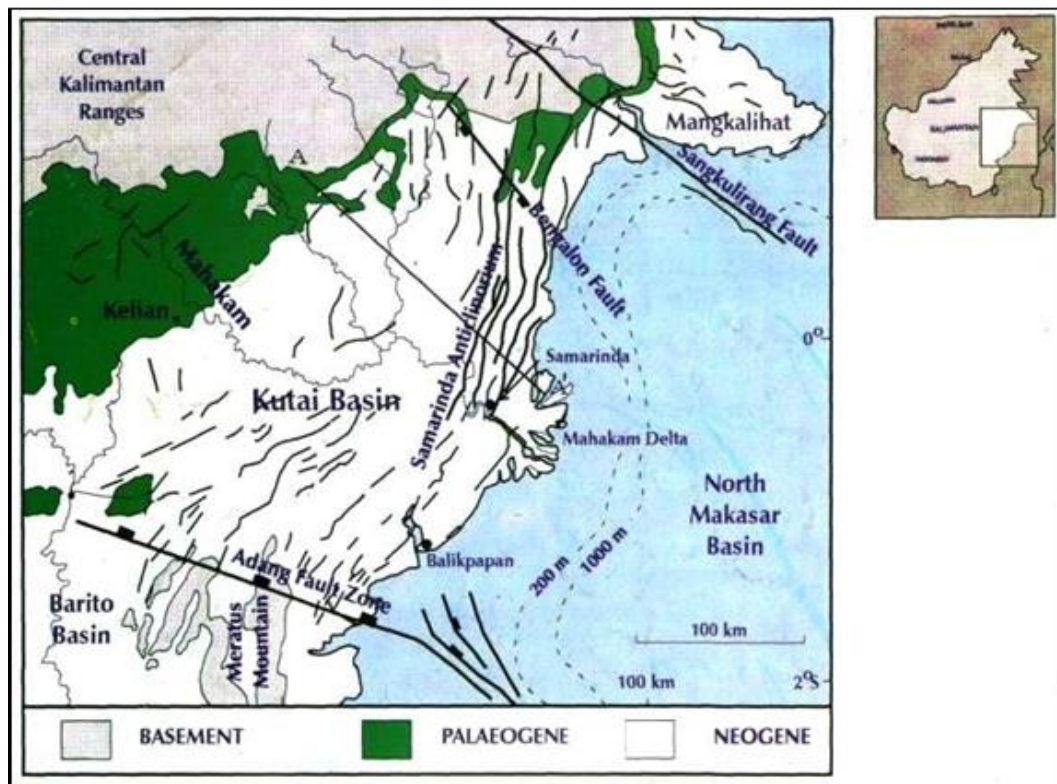 Central
Kalimantan
Ranges
A
Mangkalihat
Sangkulirang Fault
Bengalon Fault
Mahakam
Kelian
Samarinda Anticlinorium
0°
Samarinda
Kutai Basin
Mahakam Delta
North
Makasar
Basin
200 m
1000 m
Balikpapan
Adang Fault Zone
Barito
Basin
Meratus
Mountain
100 km
100 km
2°S
BASEMENT
PALAEOGENE
NEOGENE